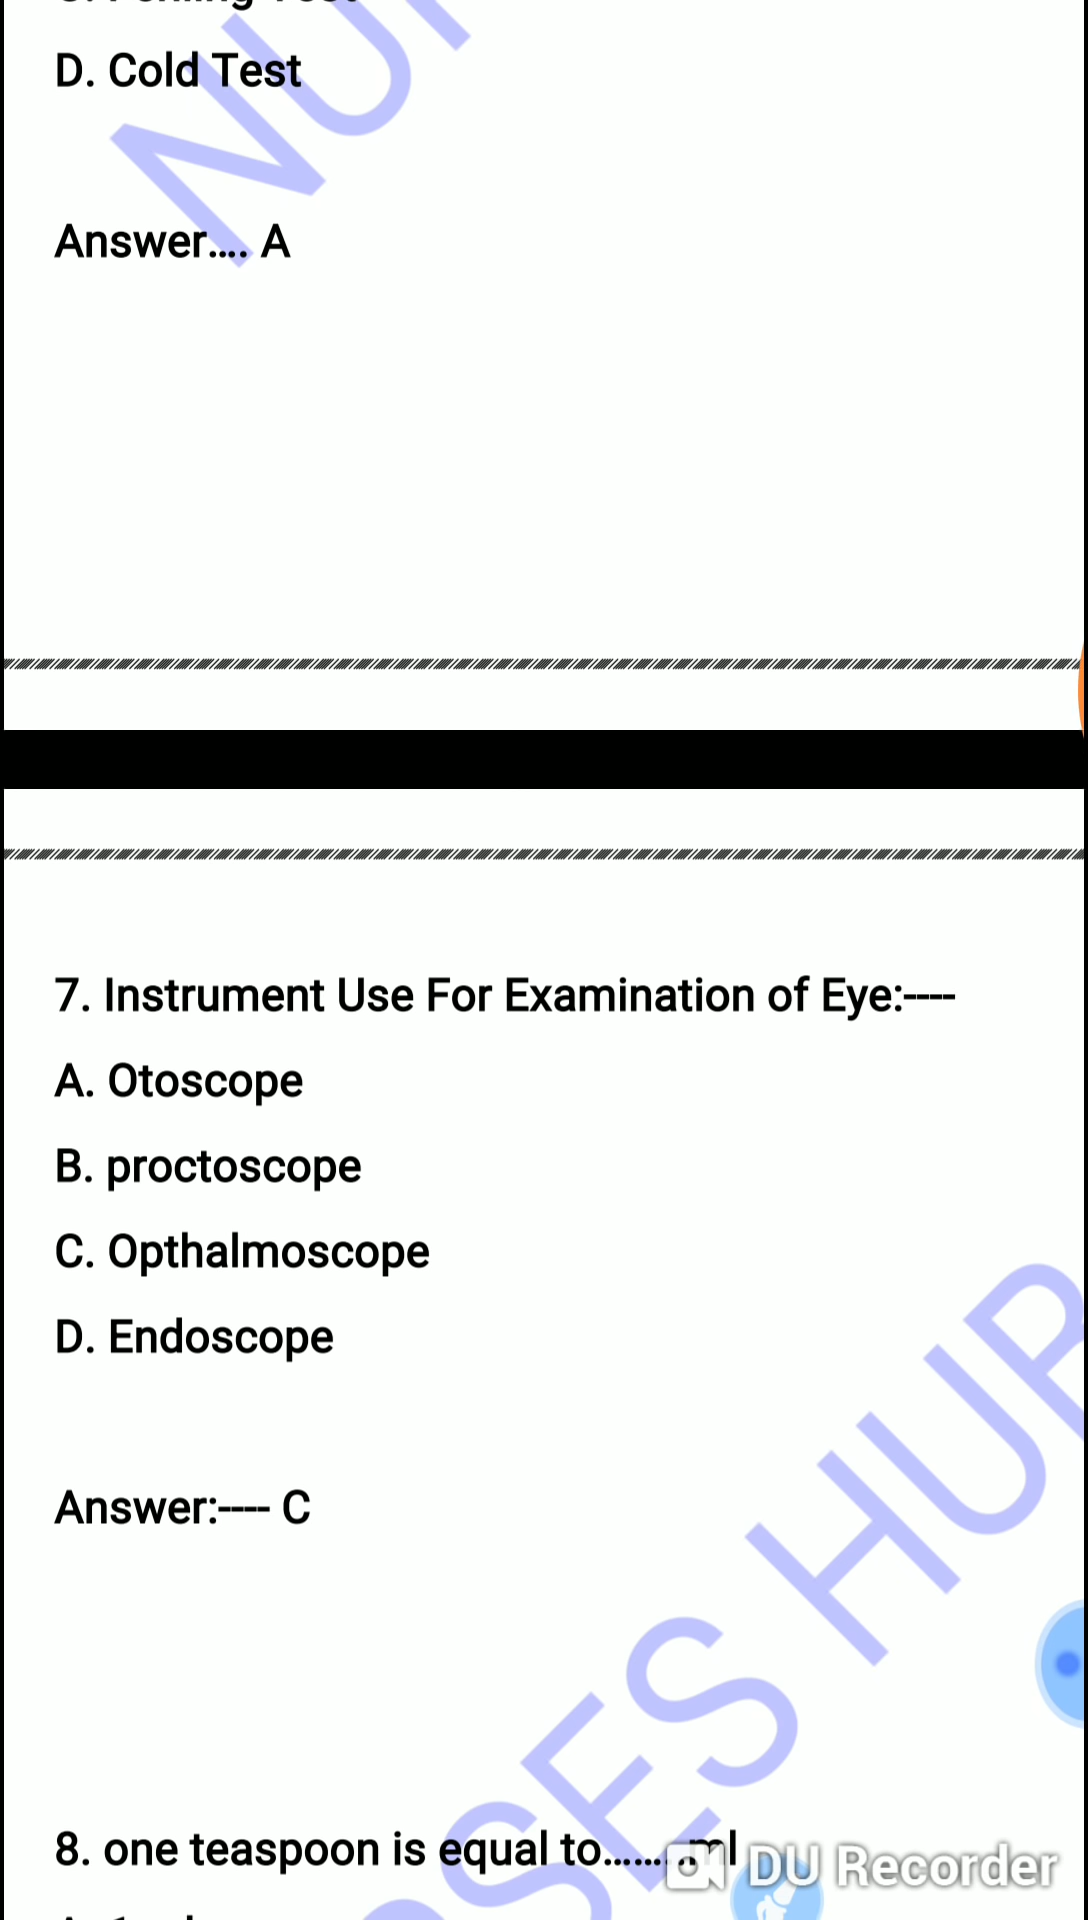 D. Cold Test
Answer.... A
7. Instrument Use For Examination of Eye:----
A. Otoscope
B. proctoscope
C. Opthalmoscope
D. Endoscope
Answer:---- C
8. one teaspoon is equal to.........ml
DU Recorder